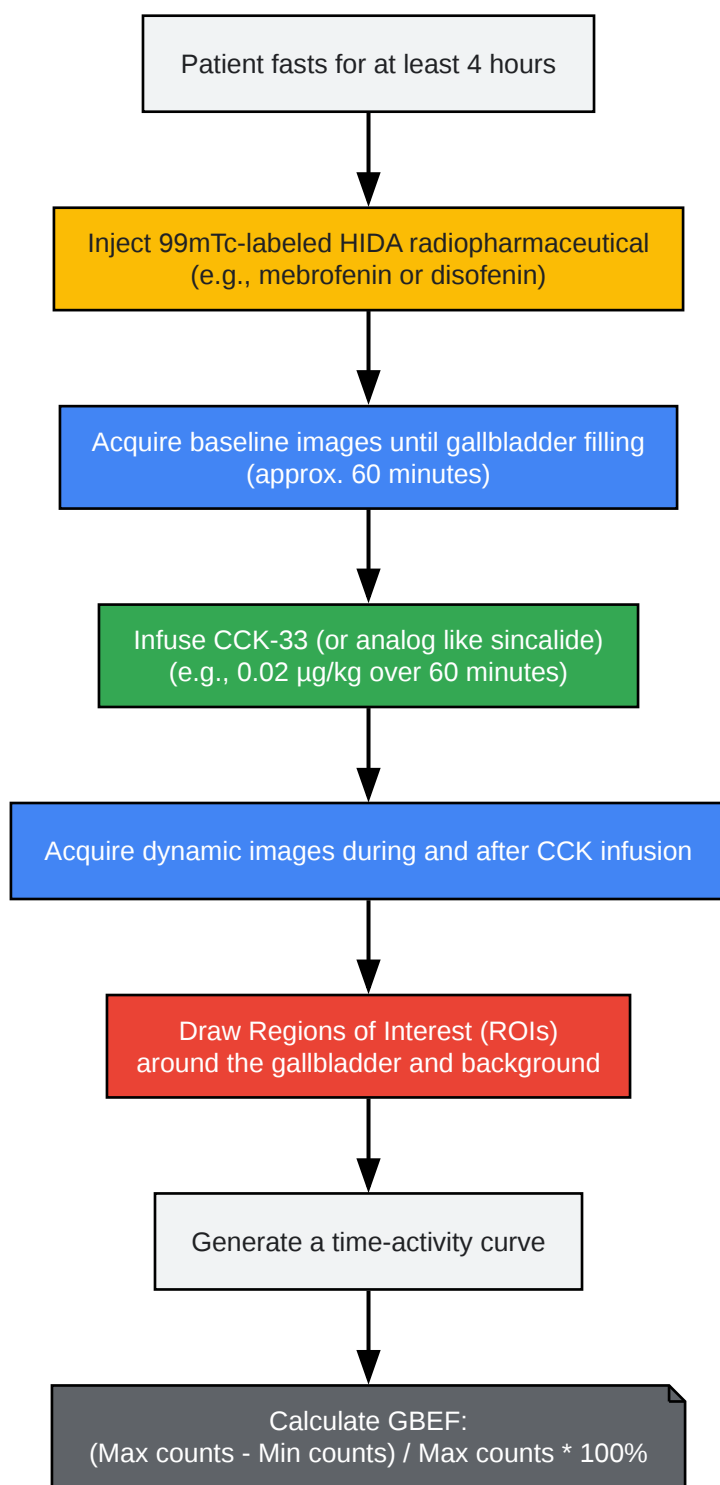 Patient fasts for at least 4 hours
Inject 99mTc-labeled HIDA radiopharmaceutical
(e.g., mebrofenin or disofenin)
Acquire baseline images until gallbladder filling
(approx. 60 minutes)
Infuse CCK-33 (or analog like sincalide)
(e.g., 0.02 µg/kg over 60 minutes)
Acquire dynamic images during and after CCK infusion
Draw Regions of Interest (ROIs)
around the gallbladder and background
Generate a time-activity curve
Calculate GBEF:
(Max counts - Min counts) / Max counts * 100%